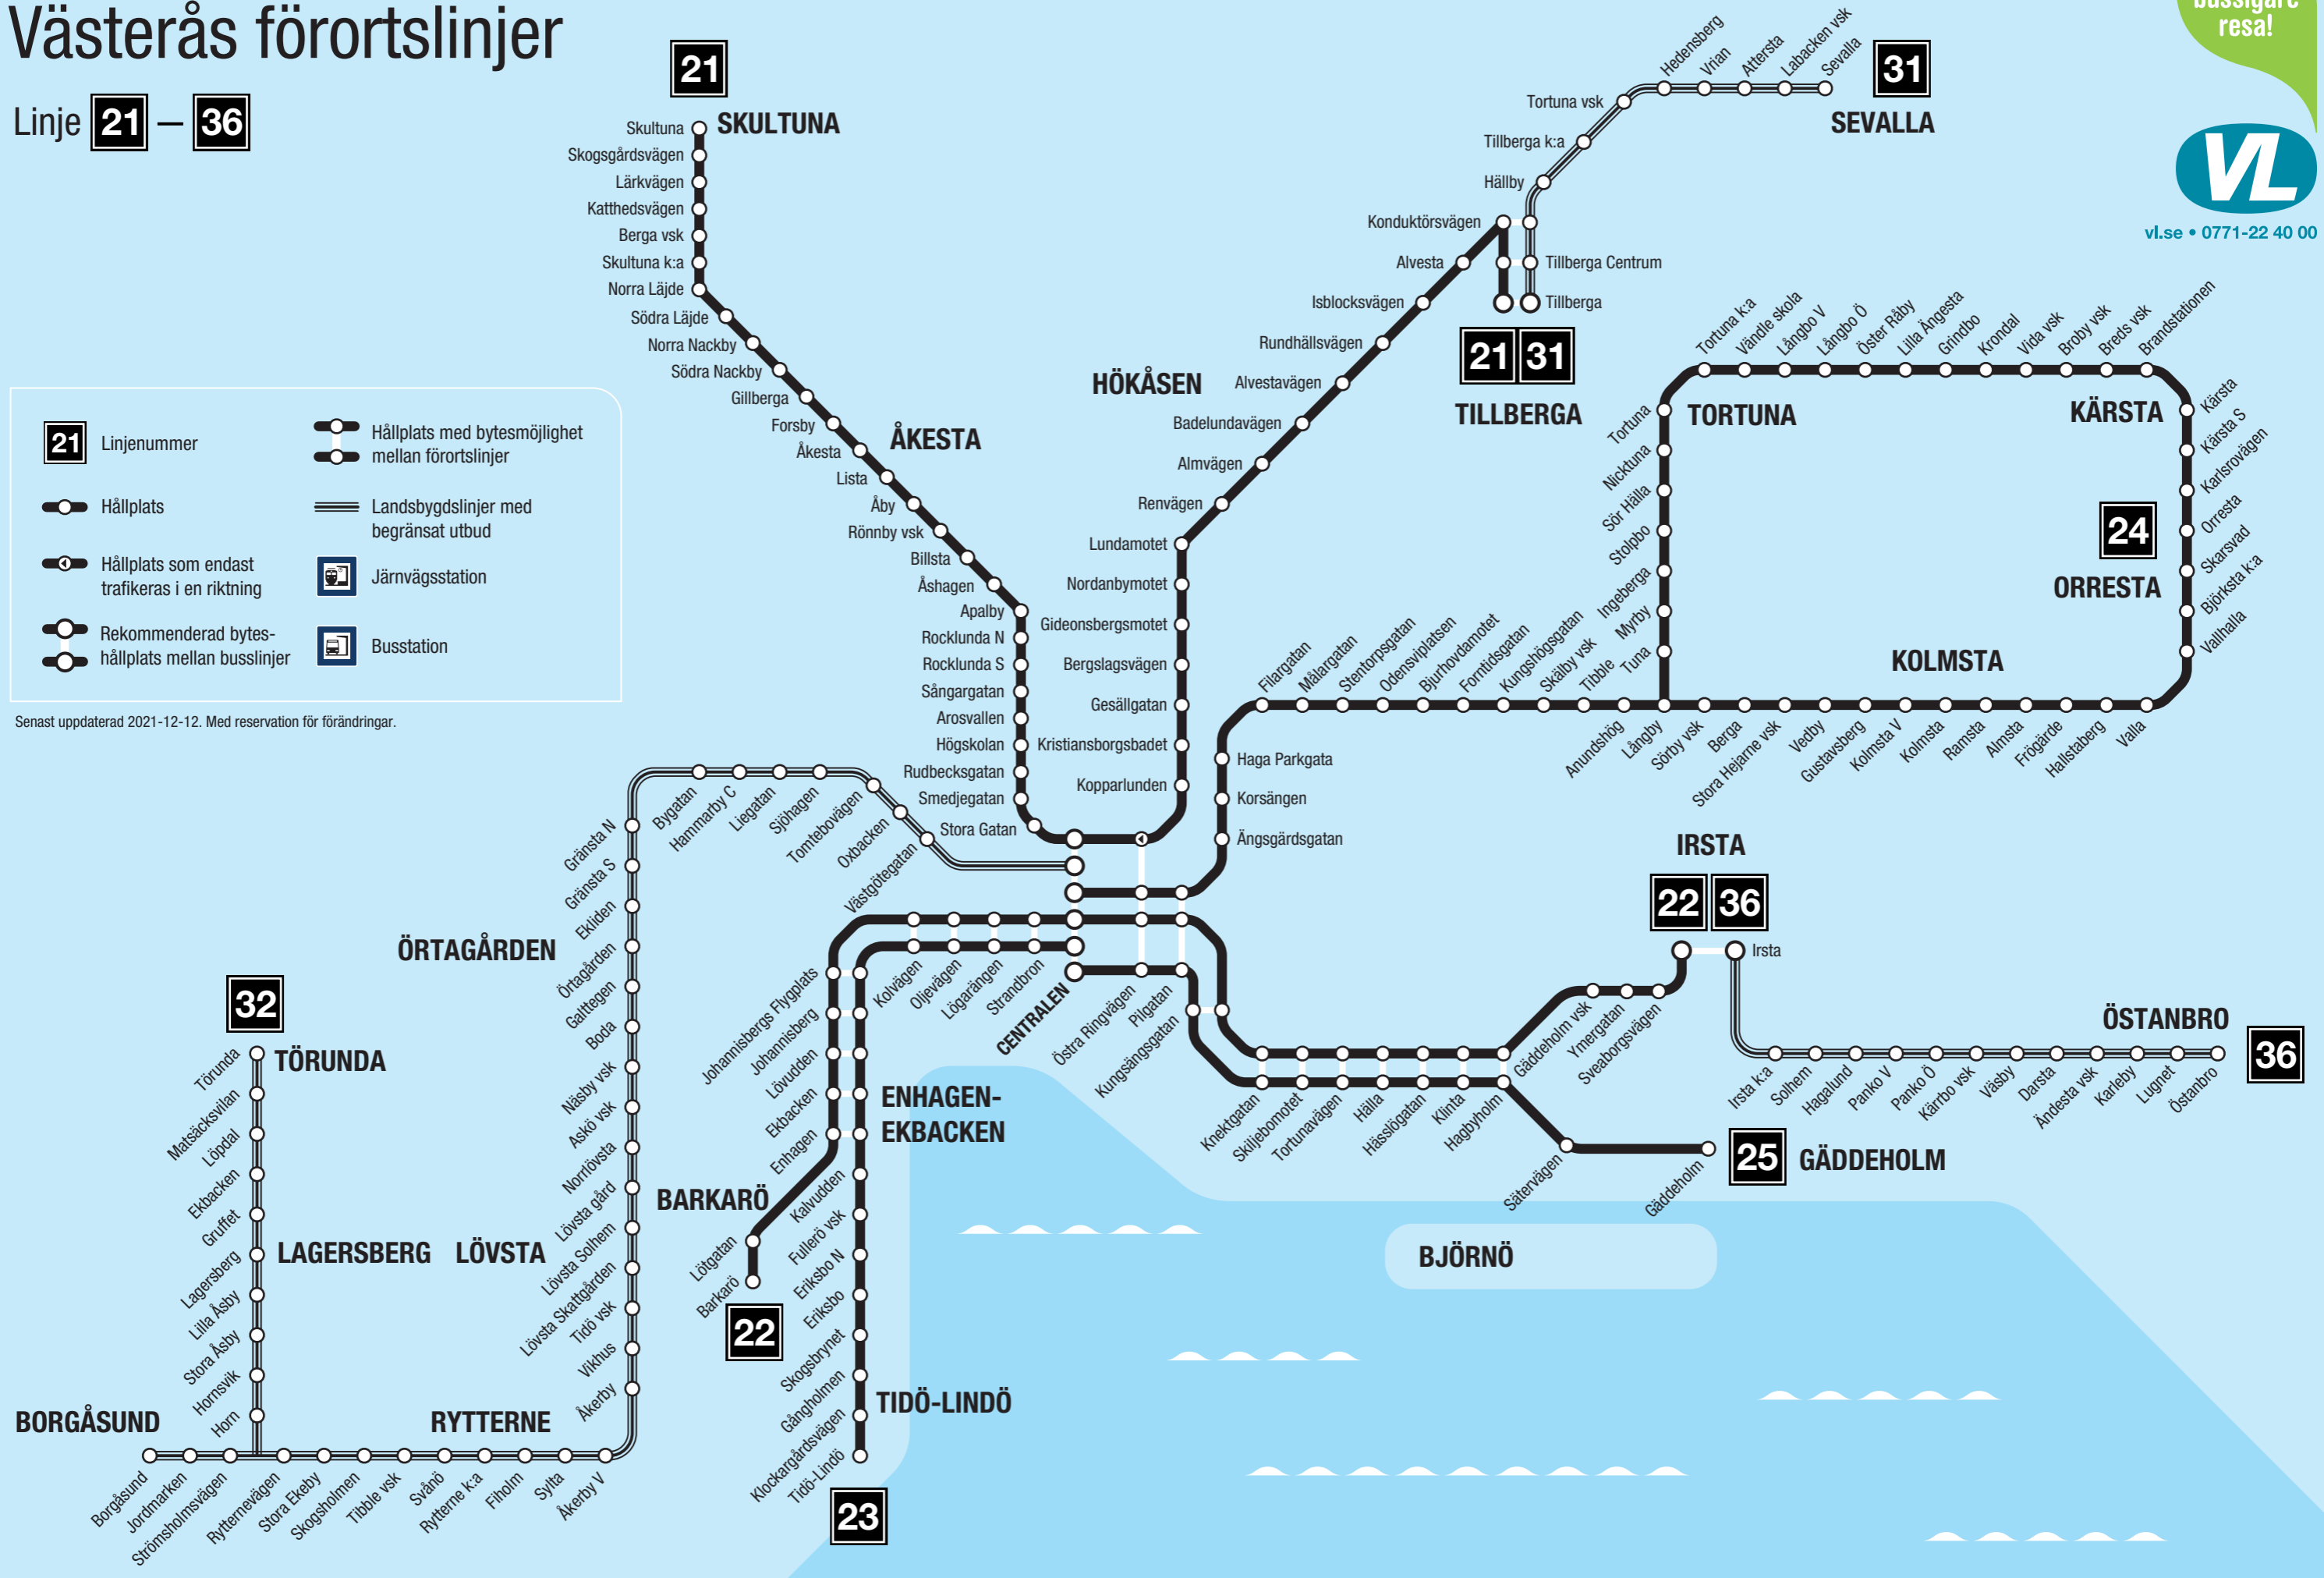 Västerås förortslinjer
Linje 21 – 36
bussigare
resa!
VL
vl.se • 0771-22 40 00
21
Linjenummer
Hållplats
Hållplats som endast
trafikeras i en riktning
Rekommenderad bytes-
hållplats mellan busslinjer
Hållplats med bytesmöjlighet
mellan förortslinjer
Landsbygdslinjer med
begränsat utbud
Järnvägsstation
Busstation
Senast uppdaterad 2021-12-12. Med reservation för förändringar.
21
SKULTUNA
Skultuna
Skogsgårdsvägen
Lärkvägen
Katthedsvägen
Berga vsk
Skultuna k:a
Norra Läjde
Södra Läjde
Norra Nackby
Södra Nackby
Gillberga
Forsby
Åkesta
ÅKESTA
Lista
Åby
Rönnby vsk
Billsta
Åshagen
Apalby
Rocklunda N
Rocklunda S
Sångargatan
Arosvallen
Högskolan
Rudbecksgatan
Smedjegatan
Stora Gatan
31
SEVALLA
Sevalla
Labacken vsk
Attersta
Vrian
Hedensberg
Tortuna vsk
Tillberga k:a
Hällby
Konduktörsvägen
Tillberga Centrum
Tillberga
21 31
TILLBERGA
Alvesta
Isblocksvägen
Rundhällsvägen
HÖKÅSEN
Alvestavägen
Badelundavägen
Almvägen
Renvägen
Lundamotet
Nordanbymotet
Gideonsbergsmotet
Bergslagsvägen
Gesällgatan
Kristiansborgsbadet
Kopparlunden
Tortuna k:a
Vändle skola
Långbo V
Långbo Ö
Öster Råby
Lilla Ängesta
Grindbo
Krondal
Vida vsk
Broby vsk
Breds vsk
Brandstationen
TORTUNA
KÄRSTA
Tortuna
Nicktuna
Sör Hälla
Stolpbo
Ingeberga
Myrby
Tuna
Kärsta
Kärsta S
Karlsrovägen
Orresta
Skarsvad
Björksta k:a
Vallhalla
24
ORRESTA
KOLMSTA
Filargatan
Målargatan
Stentorpsgatan
Odensviplatsen
Bjurhovdamotet
Forntidsgatan
Kungshögsgatan
Skälby vsk
Tibble
Anundshög
Långby
Sörby vsk
Berga
Stora Hejarne vsk
Vedby
Gustavsberg
Kolmsta V
Kolmsta
Ramsta
Almsta
Frögärde
Hallstaberg
Valla
Haga Parkgata
Korsängen
Ängsgärdsgatan
Bygatan
Hammarby C
Liegatan
Sjöhagen
Tomtebovägen
Oxbacken
Västgötegatan
Gränsta N
Gränsta S
Ekliden
ÖRTAGÅRDEN
Örtagården
Galttegen
Boda
Näsby vsk
Askö vsk
Norrlövsta
Lövsta gård
LÖVSTA
Lövsta Solhem
Lövsta Skattgården
Tidö vsk
Vikhus
Åkerby
32
TÖRUNDA
Törunda
Matsäcksvilan
Löpdal
Ekbacken
Gruffet
Lagersberg
LAGERSBERG
Lilla Åsby
Stora Åsby
Hornsvik
Horn
BORGÅSUND
RYTTERNE
Borgåsund
Jordmarken
Strömsholmsvägen
Rytternevägen
Stora Ekeby
Skogsholmen
Tibble vsk
Svånö
Rytterne k:a
Fiholm
Sylta
Åkerby V
Johannisbergs Flygplats
Johannisberg
Lövudden
Ekbacken
Enhagen
ENHAGEN-
EKBACKEN
BARKARÖ
Lötgatan
Barkarö
22
Kalvudden
Fullerö vsk
Eriksbo N
Eriksbo
Skogsbrynet
Gångholmen
Klockargårdsvägen
Tidö-Lindö
TIDÖ-LINDÖ
23
Kolvägen
Oljevägen
Lögarängen
Strandbron
CENTRALEN
Östra Ringvägen
Pilgatan
Kungsängsgatan
Knektgatan
Skiljebomotet
Tortunavägen
Hälla
Hässlögatan
Klinta
Hagbyholm
Gäddeholm vsk
Ymergatan
Sveaborgsvägen
IRSTA
22 36
Irsta
Sätervägen
Gäddeholm
25
GÄDDEHOLM
BJÖRNÖ
ÖSTANBRO
36
Irsta k:a
Solhem
Hagalund
Panko V
Panko Ö
Kärrbo vsk
Väsby
Darsta
Ändesta vsk
Karleby
Lugnet
Östanbro